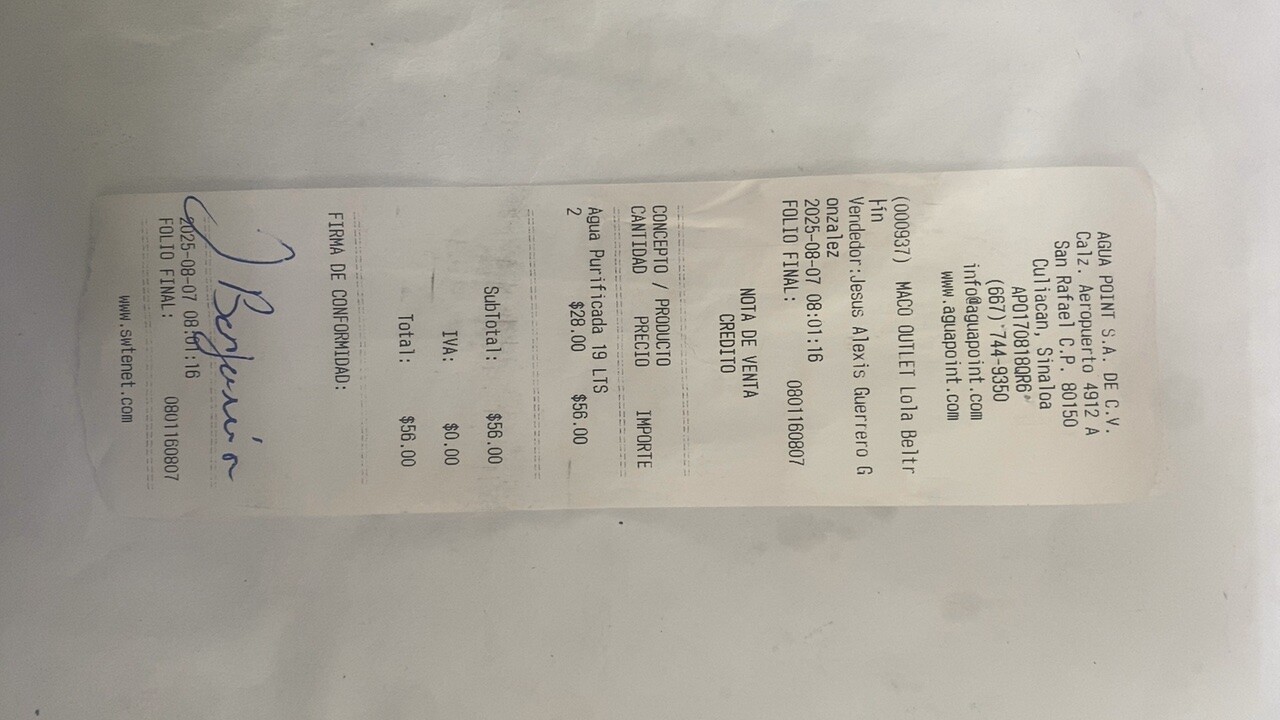 AGUA POINT S.A. DE C.V.
Calz. Aeropuerto 4912 A
San Rafael C.P. 80150
Culiacan, Sinaloa
APO170818QR6
(667) 744-9350
info@aguapoint.com
www.aguapoint.com
(000937) MACO OUTLET Lola Beltr
Fin
Vendedor:Jesus Alexis Guerrero G
onzalez
2025-08-07 08:01:16
FOLIO FINAL: 0801160807
NOTA DE VENTA
CREDITO
CONCEPTO / PRODUCTO
CANTIDAD PRECIO IMPORTE
Agua Purificada 19 LTS
2 $28.00 $56.00
SubTotal: $56.00
IVA: $0.00
Total: $56.00
FIRMA DE CONFORMIDAD:
J Benjamin
2025-08-07 08:01:16
FOLIO FINAL: 0801160807
www.swtenet.com